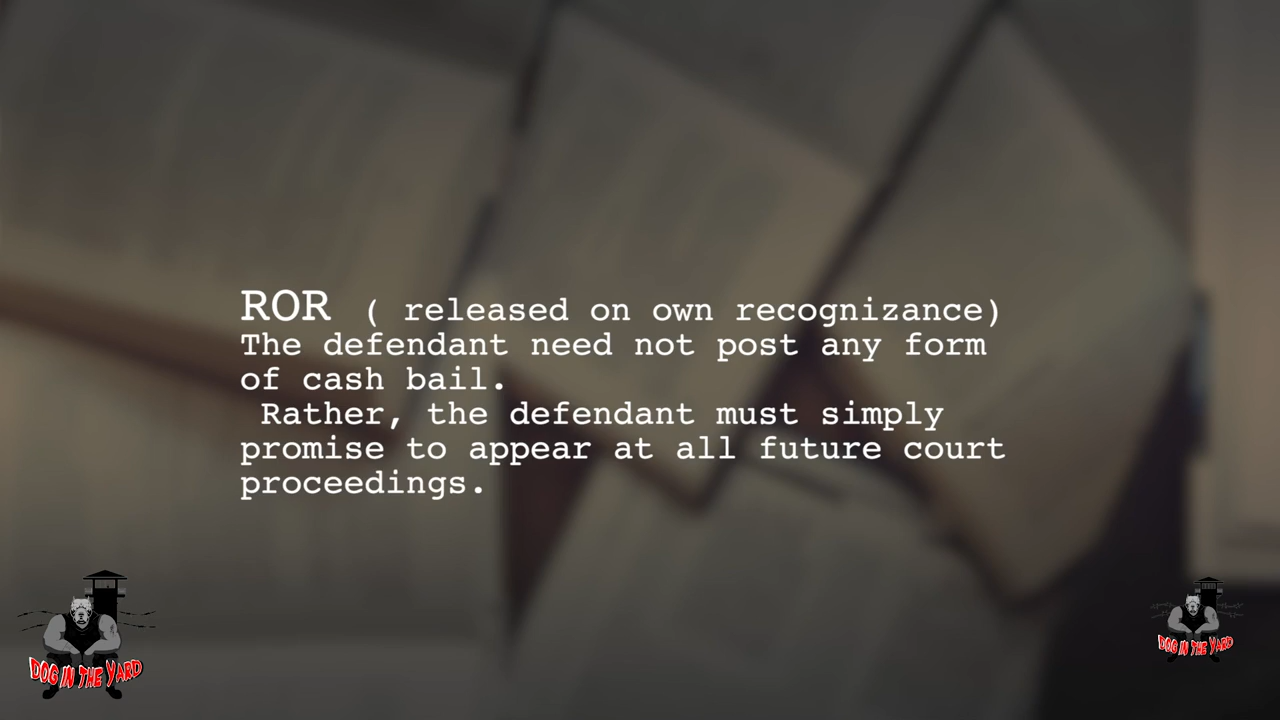 ROR ( released on own recognizance)
The defendant need not post any form
of cash bail.
Rather, the defendant must simply
promise to appear at all future court
proceedings.
DOG IN THE YARD
DOG IN THE YARD